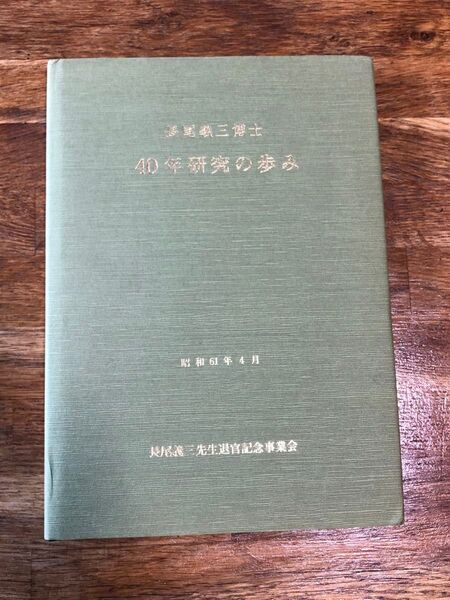 長尾義三博士
40年研究の歩み
昭和61年4月
長尾義三先生退官記念事業会